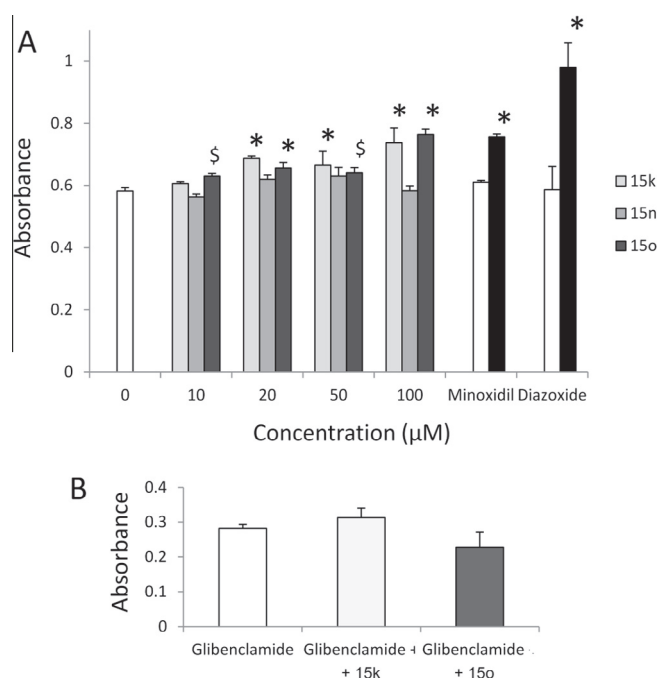 A
Absorbance
1
0.8
0.6
0.4
0.2
0
$
*
*
*
$
*
*
*
*
15k
15n
15o
0 10 20 50 100 Minoxidil Diazoxide
Concentration (µM)
B
Absorbance
0.4
0.3
0.2
0.1
0
Glibenclamide Glibenclamide + Glibenclamide
+ 15k + 15o